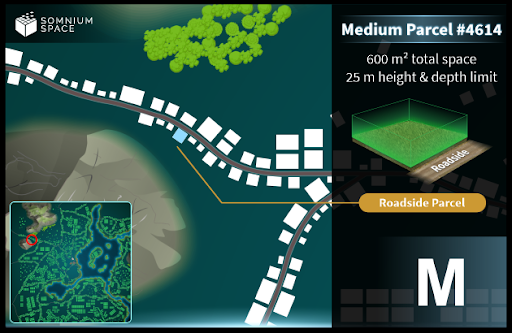 SOMNIUM
SPACE
Medium Parcel #4614
600 m² total space
25 m height & depth limit
Roadside
Roadside Parcel
M